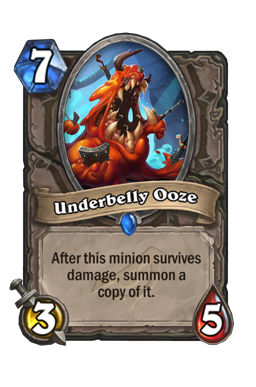 7
Underbelly Ooze
After this minion survives
damage, summon a
copy of it.
3
5